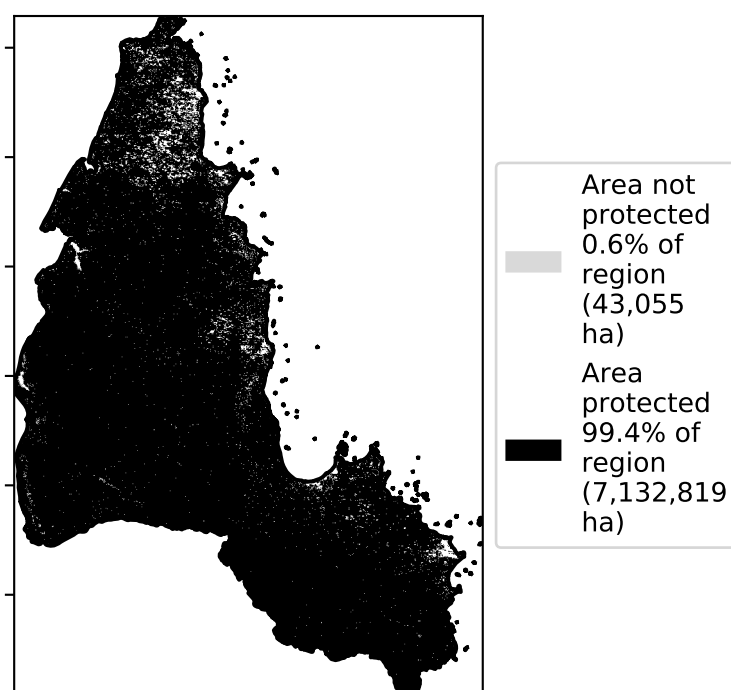 Area not
protected
0.6% of
region
(43,055
ha)
Area
protected
99.4% of
region
(7,132,819
ha)